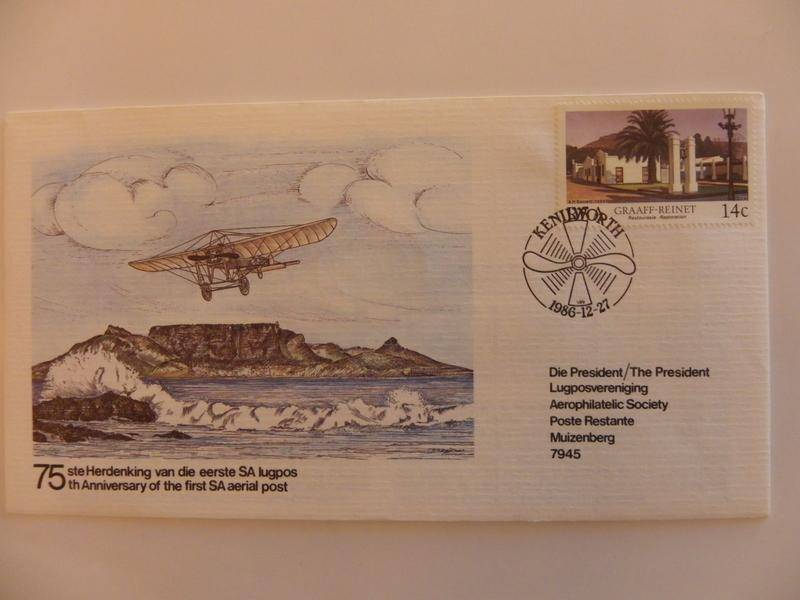 GRAAFF-REINET 14c
Restourasie Restoration
KENILWORTH
1986-12-27
Die President/The President
Lugposvereniging
Aerophilatelic Society
Poste Restante
Muizenberg
7945
75ste Herdenking van die eerste SA lugpos
th Anniversary of the first SA aerial post